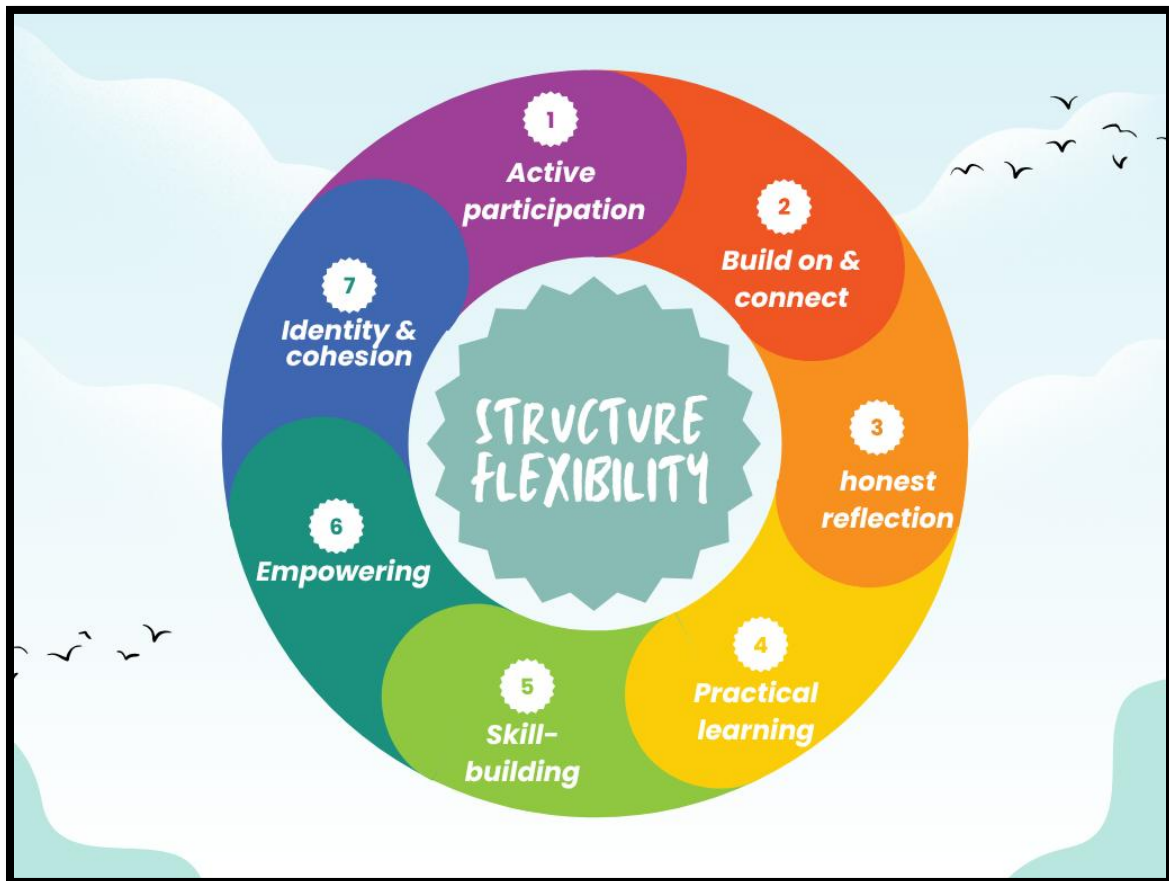 1
Active
participation
2
Build on &
connect
3
honest
reflection
4
Practical
learning
5
Skill-
building
6
Empowering
7
Identity &
cohesion
STRUCTURE
FLEXIBILITY